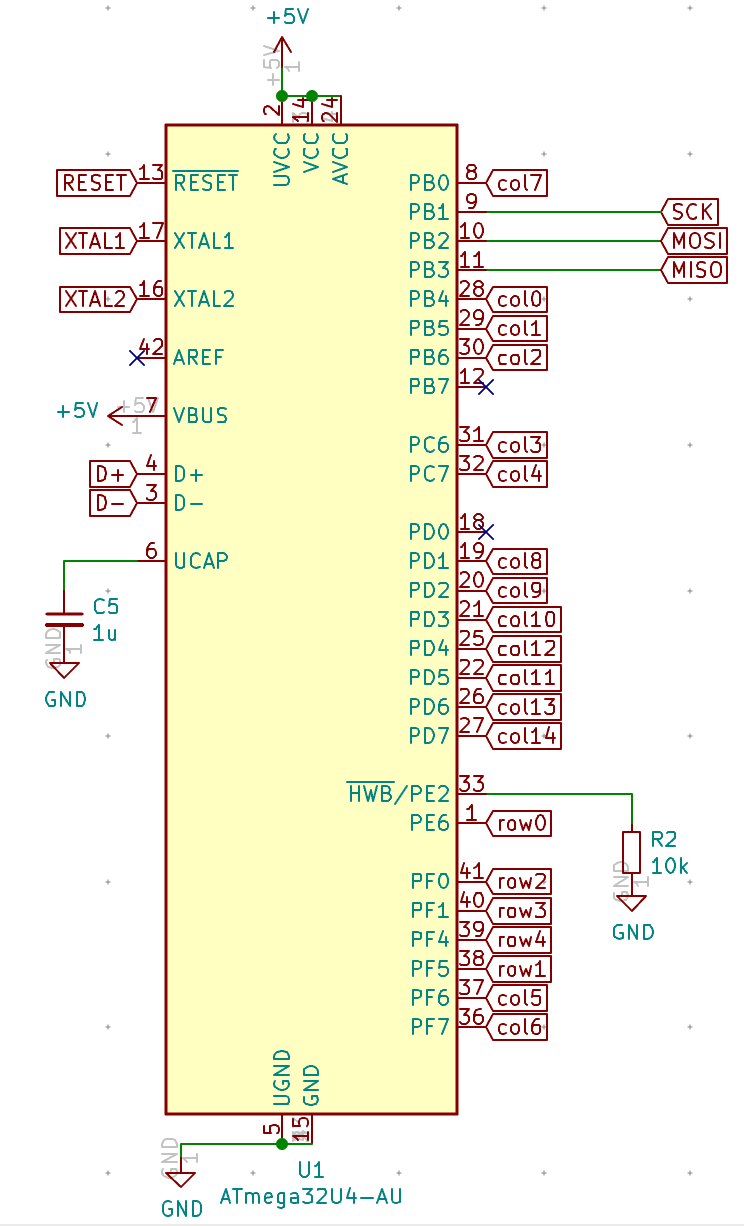 +5V
+5V 1
2 14 24
UVCC VCC AVCC
RESET 13 RESET PB0 8 col7
PB1 9 SCK
XTAL1 17 XTAL1 PB2 10 MOSI
PB3 11 MISO
XTAL2 16 XTAL2 PB4 28 col0
PB5 29 col1
42 AREF PB6 30 col2
PB7 12
+5V +5V 1 7 VBUS
PC6 31 col3
D+ 4 D+ PC7 32 col4
D- 3 D-
PD0 18
6 UCAP PD1 19 col8
PD2 20 col9
C5 PD3 21 col10
1u PD4 25 col12
GND 1
GND PD5 22 col11
PD6 26 col13
PD7 27 col14
HWB/PE2 33
PE6 1 row0
R2
10k
GND 1
GND
PF0 41 row2
PF1 40 row3
PF4 39 row4
PF5 38 row1
PF6 37 col5
PF7 36 col6
UGND GND
5 15
GND 1
GND
U1
ATmega32U4-AU